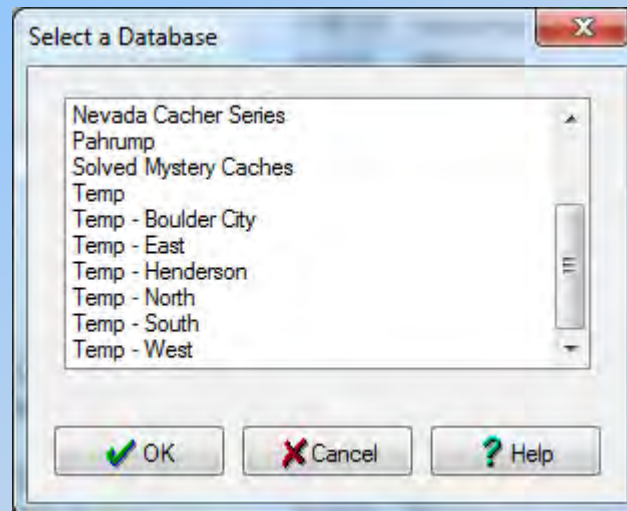 Select a Database
Nevada Cacher Series
Pahrump
Solved Mystery Caches
Temp
Temp - Boulder City
Temp - East
Temp - Henderson
Temp - North
Temp - South
Temp - West
OK Cancel ? Help